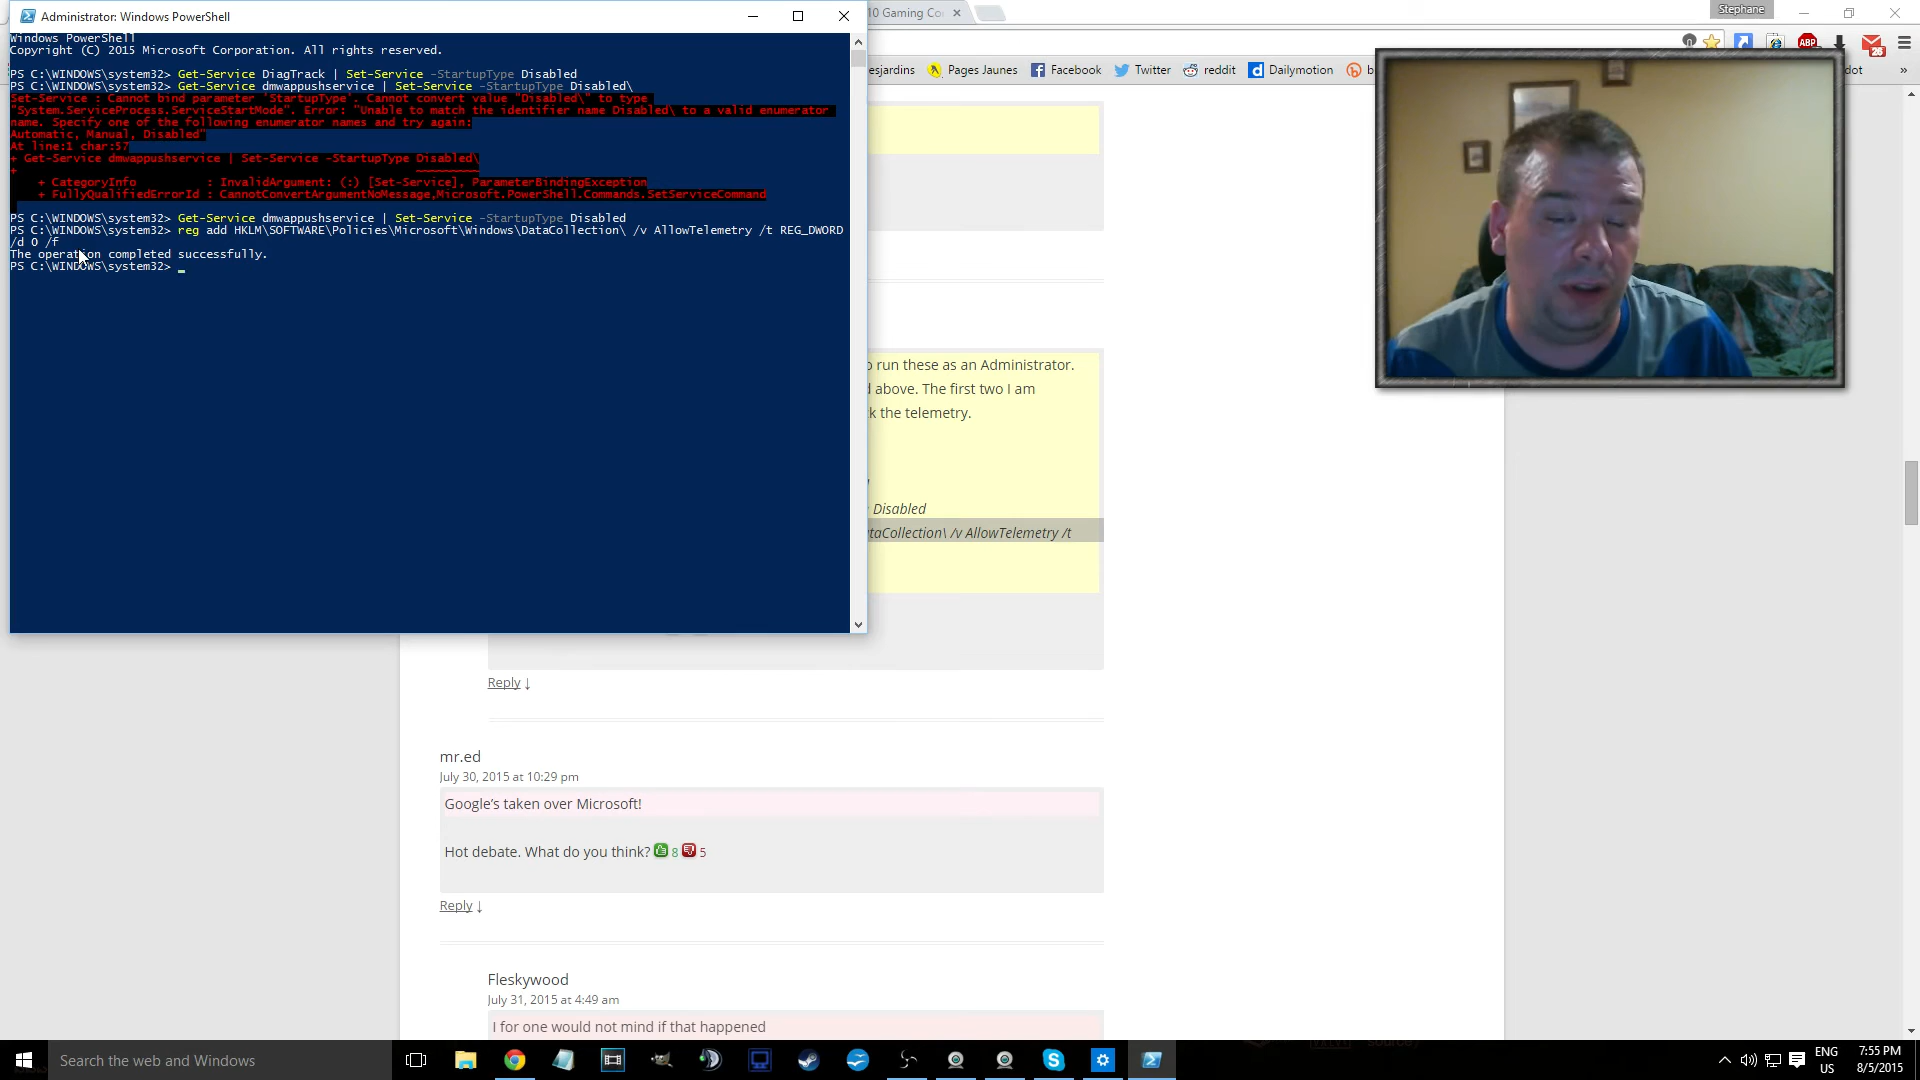 Administrator: Windows PowerShell
Windows PowerShell
Copyright (C) 2015 Microsoft Corporation. All rights reserved.
PS C:\WINDOWS\system32> Get-Service DiagTrack | Set-Service -StartupType Disabled
PS C:\WINDOWS\system32> Get-Service dmwappushservice | Set-Service -StartupType Disabled\
Set-Service : Cannot bind parameter 'StartupType'. Cannot convert value "Disabled\" to type
"System.ServiceProcess.ServiceStartMode". Error: "Unable to match the identifier name Disabled\ to a valid enumerator
name. Specify one of the following enumerator names and try again:
Automatic, Manual, Disabled"
At line:1 char:57
+ Get-Service dmwappushservice | Set-Service -StartupType Disabled\
+ ~~~~~~~~~
+ CategoryInfo : InvalidArgument: (:) [Set-Service], ParameterBindingException
+ FullyQualifiedErrorId : CannotConvertArgumentNoMessage,Microsoft.PowerShell.Commands.SetServiceCommand
PS C:\WINDOWS\system32> Get-Service dmwappushservice | Set-Service -StartupType Disabled
PS C:\WINDOWS\system32> reg add HKLM\SOFTWARE\Policies\Microsoft\Windows\DataCollection\ /v AllowTelemetry /t REG_DWORD
/d 0 /f
The operation completed successfully.
PS C:\WINDOWS\system32> _
10 Gaming Co
Stephane
esjardins Pages Jaunes Facebook Twitter reddit Dailymotion b
dot »
ABP
26
o run these as an Administrator.
d above. The first two I am
k the telemetry.
Disabled
taCollection\ /v AllowTelemetry /t
Reply ↓
mr.ed
July 30, 2015 at 10:29 pm
Google’s taken over Microsoft!
Hot debate. What do you think? 8 5
Reply ↓
Fleskywood
July 31, 2015 at 4:49 am
I for one would not mind if that happened
Search the web and Windows
ENG
US
7:55 PM
8/5/2015